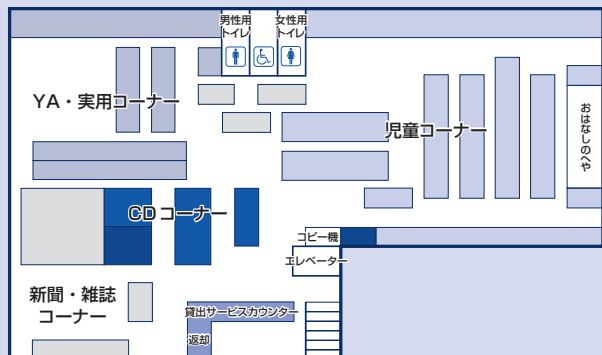 男性用
トイレ
女性用
トイレ
YA・実用コーナー
児童コーナー
おはなしのへや
CDコーナー
コピー機
エレベーター
新聞・雑誌
コーナー
貸出サービスカウンター
返却